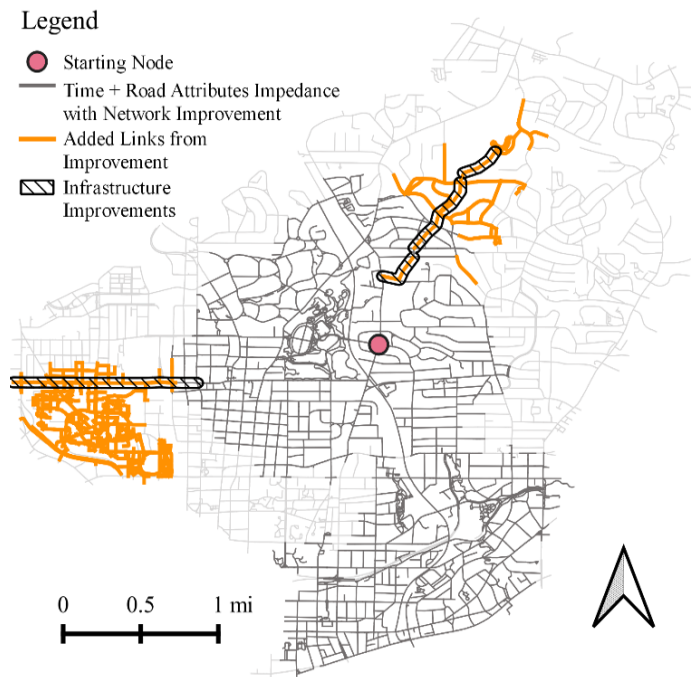 Legend
Starting Node
Time + Road Attributes Impedance
with Network Improvement
Added Links from
Improvement
Infrastructure
Improvements
0 0.5 1 mi